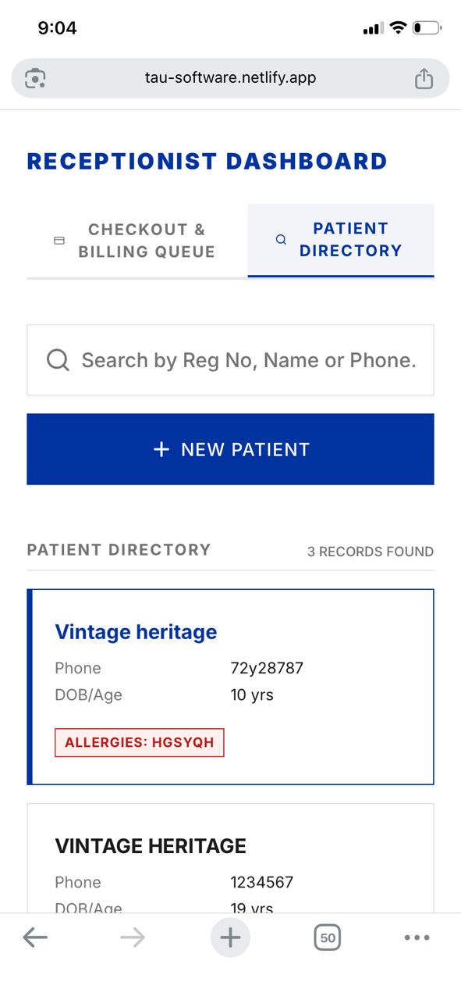 9:04
tau-software.netlify.app
RECEPTIONIST DASHBOARD
CHECKOUT &
BILLING QUEUE
PATIENT
DIRECTORY
Search by Reg No, Name or Phone.
+ NEW PATIENT
PATIENT DIRECTORY
3 RECORDS FOUND
Vintage heritage
Phone 72y28787
DOB/Age 10 yrs
ALLERGIES: HGSYQH
VINTAGE HERITAGE
Phone 1234567
DOB/Age 19 yrs
50